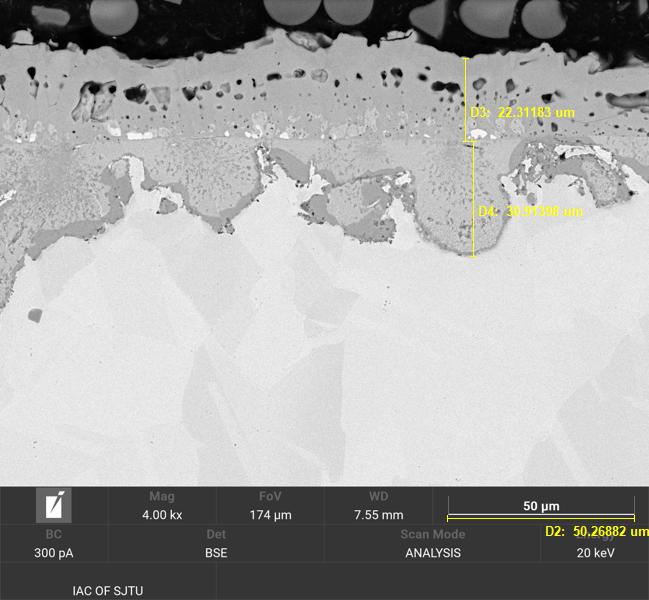 D3: 22.31183 um
D4: 30.91398 um
Mag
4.00 kx
FoV
174 µm
WD
7.55 mm
50 µm
D2: 50.26882 um
BC
300 pA
Det
BSE
Scan Mode
ANALYSIS
Energy
20 keV
IAC OF SJTU